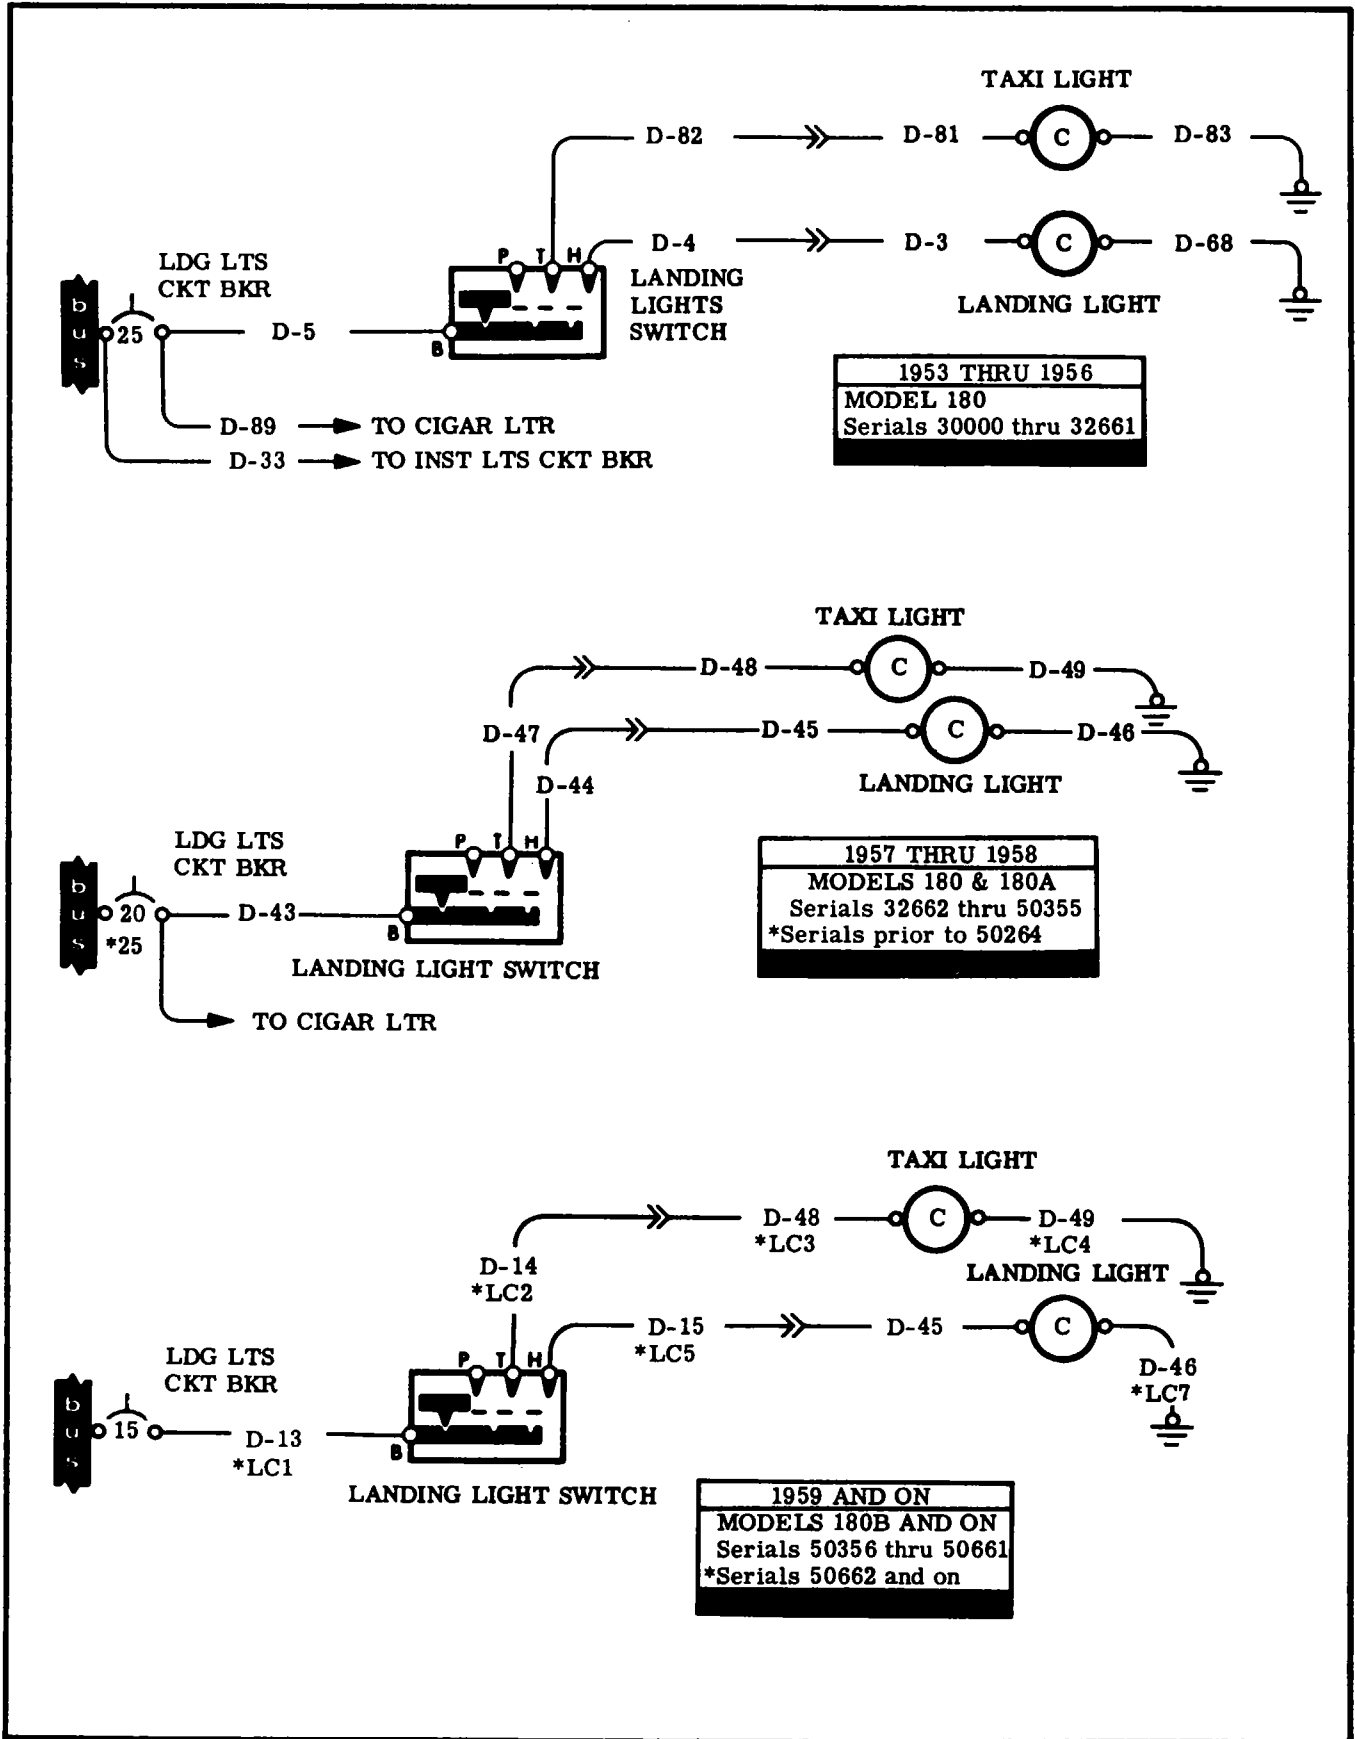 TAXI LIGHT
D-82
D-81
C
D-83
D-4
D-3
C
D-68
LANDING LIGHT
LDG LTS
CKT BKR
P T H
LANDING
LIGHTS
SWITCH
bus
25
D-5
B
D-89
TO CIGAR LTR
D-33
TO INST LTS CKT BKR
1953 THRU 1956
MODEL 180
Serials 30000 thru 32661
TAXI LIGHT
D-48
C
D-49
D-47
D-45
C
D-46
D-44
LANDING LIGHT
LDG LTS
CKT BKR
P T H
bus
20
*25
D-43
B
LANDING LIGHT SWITCH
TO CIGAR LTR
1957 THRU 1958
MODELS 180 & 180A
Serials 32662 thru 50355
*Serials prior to 50264
TAXI LIGHT
D-48
*LC3
C
D-49
*LC4
D-14
*LC2
LANDING LIGHT
D-15
*LC5
D-45
C
D-46
*LC7
LDG LTS
CKT BKR
P T H
bus
15
D-13
*LC1
B
LANDING LIGHT SWITCH
1959 AND ON
MODELS 180B AND ON
Serials 50356 thru 50661
*Serials 50662 and on